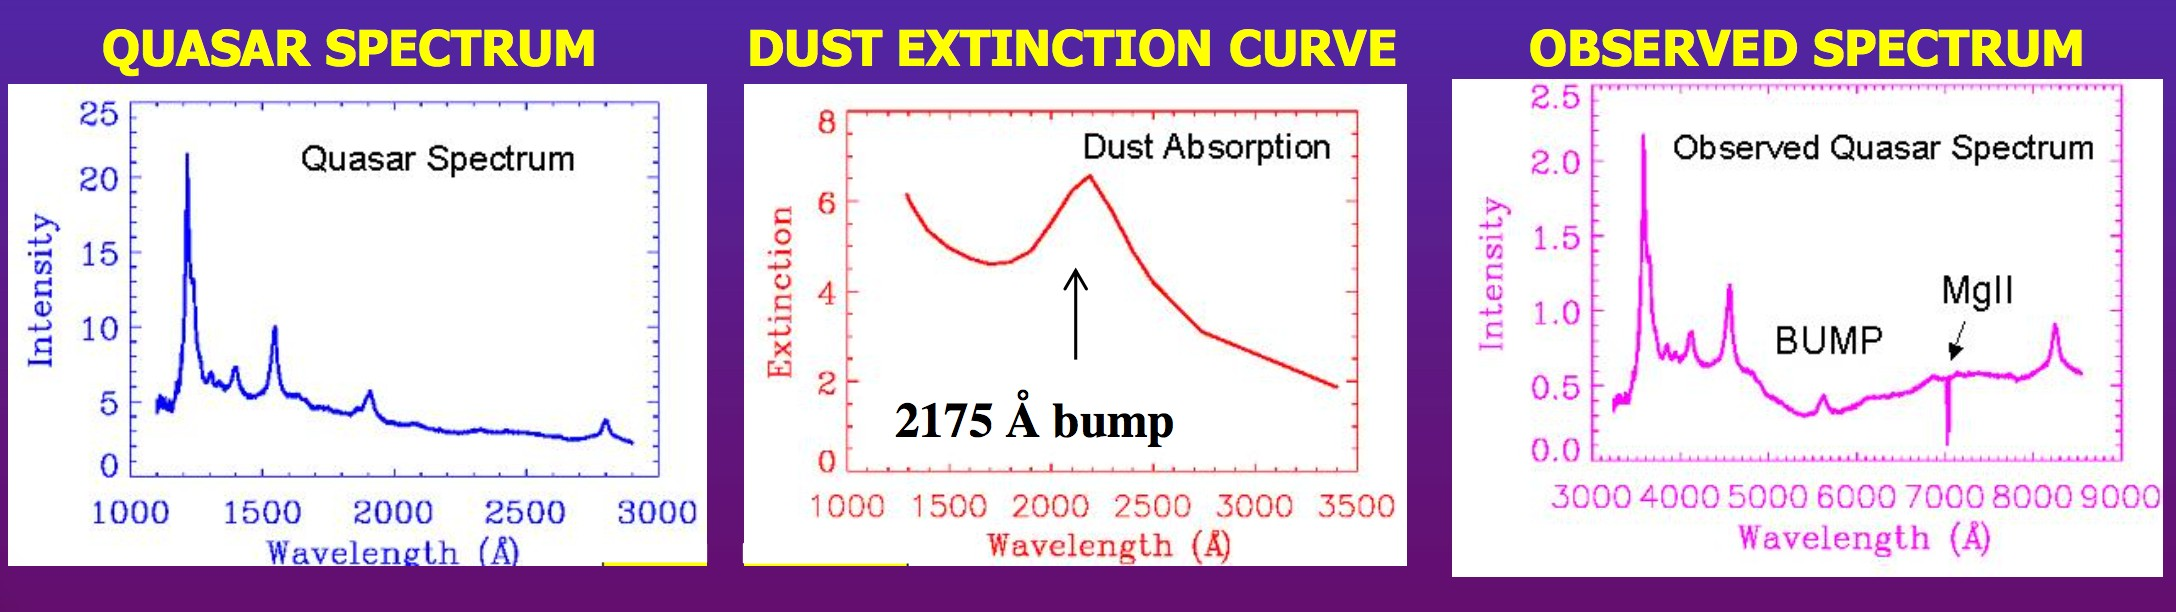 QUASAR SPECTRUM
25
20
15
10
5
0
Intensity
Quasar Spectrum
1000 1500 2000 2500 3000
Wavelength (Å)
DUST EXTINCTION CURVE
8
6
4
2
0
Extinction
Dust Absorption
2175 Å bump
1000 1500 2000 2500 3000 3500
Wavelength (Å)
OBSERVED SPECTRUM
2.5
2.0
1.5
1.0
0.5
0.0
Intensity
Observed Quasar Spectrum
MgII
BUMP
3000 4000 5000 6000 7000 8000 9000
Wavelength (Å)